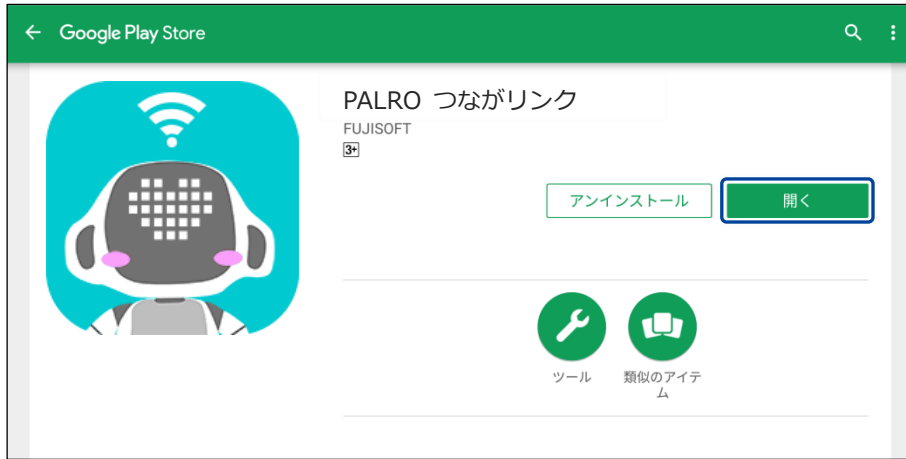 Google Play Store
PALRO つながリンク
FUJISOFT
3+
アンインストール
開く
ツール
類似のアイテ
ム